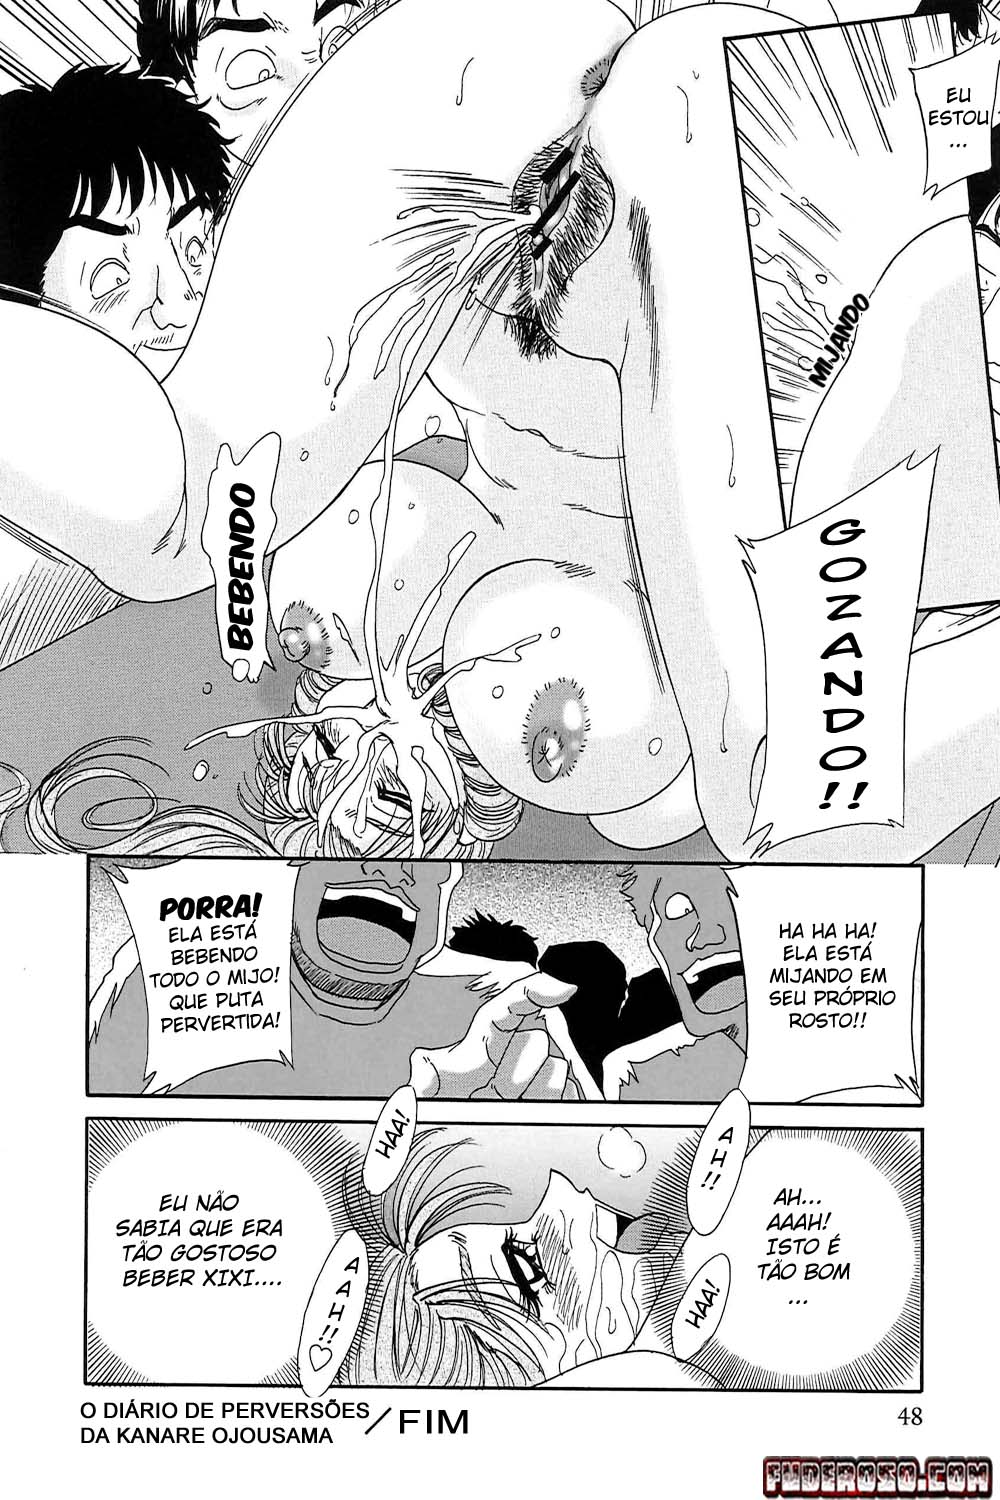 EU
ESTOU
...
MIJANDO
GOZANDO!!
BEBENDO
HA HA HA!
ELA ESTÁ
MIJANDO EM
SEU PRÓPRIO
ROSTO!!
PORRA!
ELA ESTÁ
BEBENDO
TODO O MIJO!
QUE PUTA
PERVERTIDA!
AH...
AAAH!
ISTO É
TÃO BOM
...
AH!!
HAA!
HAA!
AAH!!♡
EU NÃO
SABIA QUE ERA
TÃO GOSTOSO
BEBER XIXI....
O DIÁRIO DE PERVERSÕES
DA KANARE OJOUSAMA / FIM
48
FUDEROSO.COM